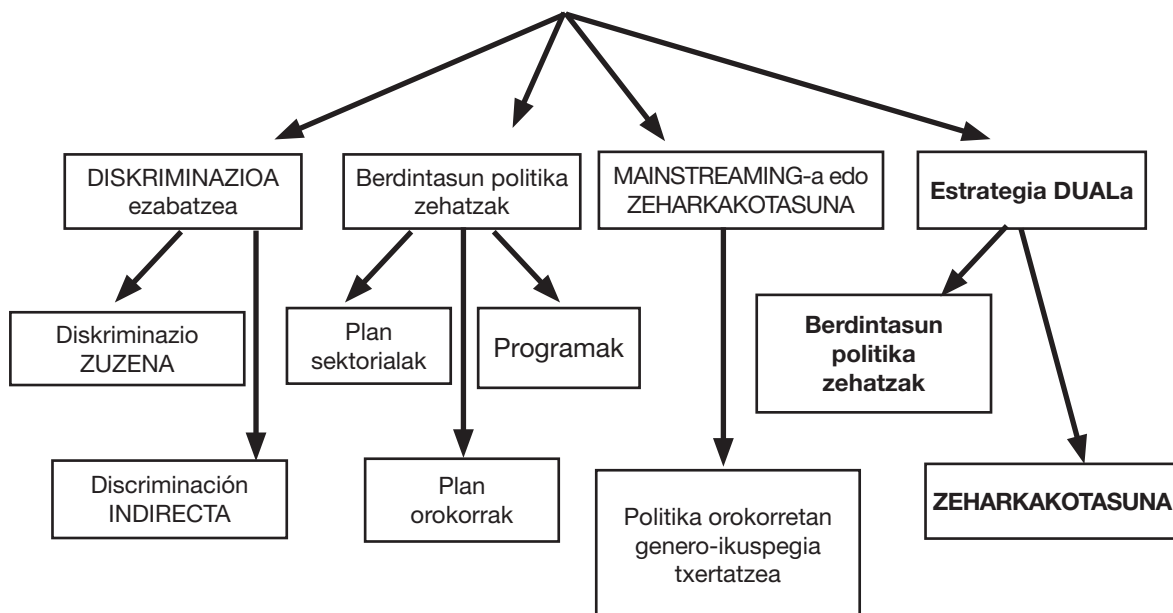 DISKRIMINAZIOA
ezabatzea
Berdintasun politika
zehatzak
MAINSTREAMING-a edo
ZEHARKAKOTASUNA
Estrategia DUALa
Diskriminazio
ZUZENA
Plan
sektorialak
Programak
Berdintasun
politika
zehatzak
Discriminación
INDIRECTA
Plan
orokorrak
Politika orokorretan
genero-ikuspegia
txertatzea
ZEHARKAKOTASUNA